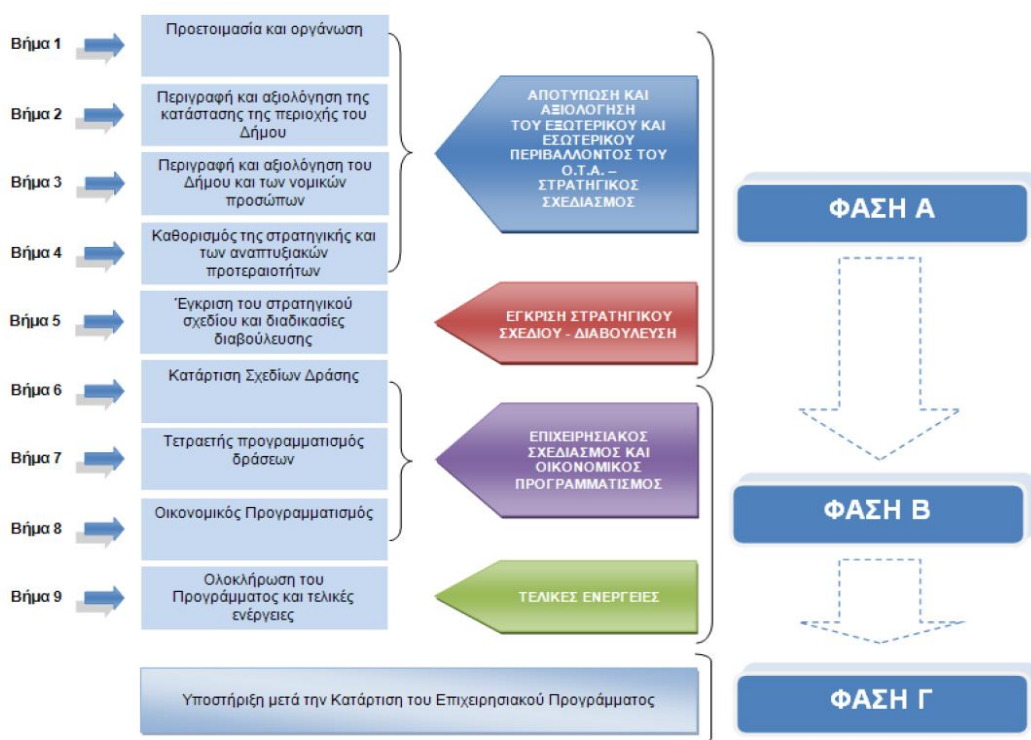 Βήμα 1
Προετοιμασία και οργάνωση
Βήμα 2
Περιγραφή και αξιολόγηση της
κατάστασης της περιοχής του
Δήμου
Βήμα 3
Περιγραφή και αξιολόγηση του
Δήμου και των νομικών
προσώπων
Βήμα 4
Καθορισμός της στρατηγικής και
των αναπτυξιακών
προτεραιοτήτων
ΑΠΟΤΥΠΩΣΗ ΚΑΙ
ΑΞΙΟΛΟΓΗΣΗ
ΤΟΥ ΕΞΩΤΕΡΙΚΟΥ ΚΑΙ
ΕΣΩΤΕΡΙΚΟΥ
ΠΕΡΙΒΑΛΛΟΝΤΟΣ ΤΟΥ
Ο.Τ.Α. –
ΣΤΡΑΤΗΓΙΚΟΣ
ΣΧΕΔΙΑΣΜΟΣ
Βήμα 5
Έγκριση του στρατηγικού
σχεδίου και διαδικασίες
διαβούλευσης
ΕΓΚΡΙΣΗ ΣΤΡΑΤΗΓΙΚΟΥ
ΣΧΕΔΙΟΥ - ΔΙΑΒΟΥΛΕΥΣΗ
ΦΑΣΗ Α
Βήμα 6
Κατάρτιση Σχεδίων Δράσης
Βήμα 7
Τετραετής προγραμματισμός
δράσεων
Βήμα 8
Οικονομικός Προγραμματισμός
ΕΠΙΧΕΙΡΗΣΙΑΚΟΣ
ΣΧΕΔΙΑΣΜΟΣ ΚΑΙ
ΟΙΚΟΝΟΜΙΚΟΣ
ΠΡΟΓΡΑΜΜΑΤΙΣΜΟΣ
Βήμα 9
Ολοκλήρωση του
Προγράμματος και τελικές
ενέργειες
ΤΕΛΙΚΕΣ ΕΝΕΡΓΕΙΕΣ
ΦΑΣΗ Β
Υποστήριξη μετά την Κατάρτιση του Επιχειρησιακού Προγράμματος
ΦΑΣΗ Γ